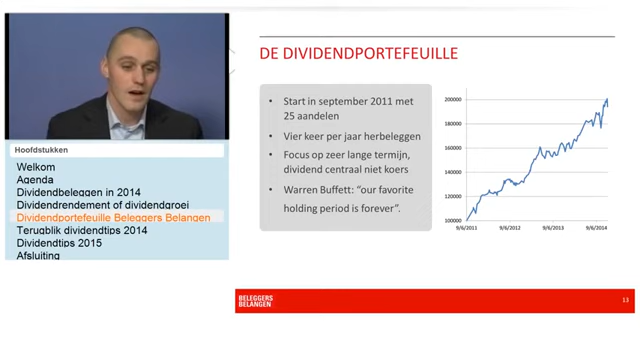 DE DIVIDENDPORTEFEUILLE
• Start in september 2011 met
25 aandelen
• Vier keer per jaar herbeleggen
• Focus op zeer lange termijn,
dividend centraal niet koers
• Warren Buffett: “our favorite
holding period is forever”.
200000
180000
160000
140000
120000
100000
9/6/2011 9/6/2012 9/6/2013 9/6/2014
Hoofdstukken
Welkom
Agenda
Dividendbeleggen in 2014
Dividendrendement of dividendgroei
Dividendportefeuille Beleggers Belangen
Terugblik dividendtips 2014
Dividendtips 2015
Afsluiting
BELEGGERS
BELANGEN
13